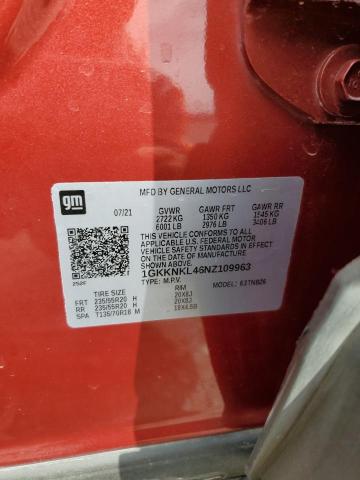 gm
MFD BY GENERAL MOTORS LLC
07/21 GVWR GAWR FRT GAWR RR
2722 KG 1350 KG 1545 KG
6001 LB 2976 LB 3406 LB
THIS VEHICLE CONFORMS TO ALL APPLICABLE
U.S. FEDERAL MOTOR VEHICLE SAFETY AND
THEFT PREVENTION STANDARDS IN EFFECT ON
THE DATE OF MANUFACTURE SHOWN ABOVE.
1GKKNKL46NZ109963
TYPE: M.P.V. MODEL:
TIRE SIZE RIM
FRT 235/55R20 H 20X8J
RR 235/55R20 H 20X8J
SPA T135/70R18 M 18X4.5B